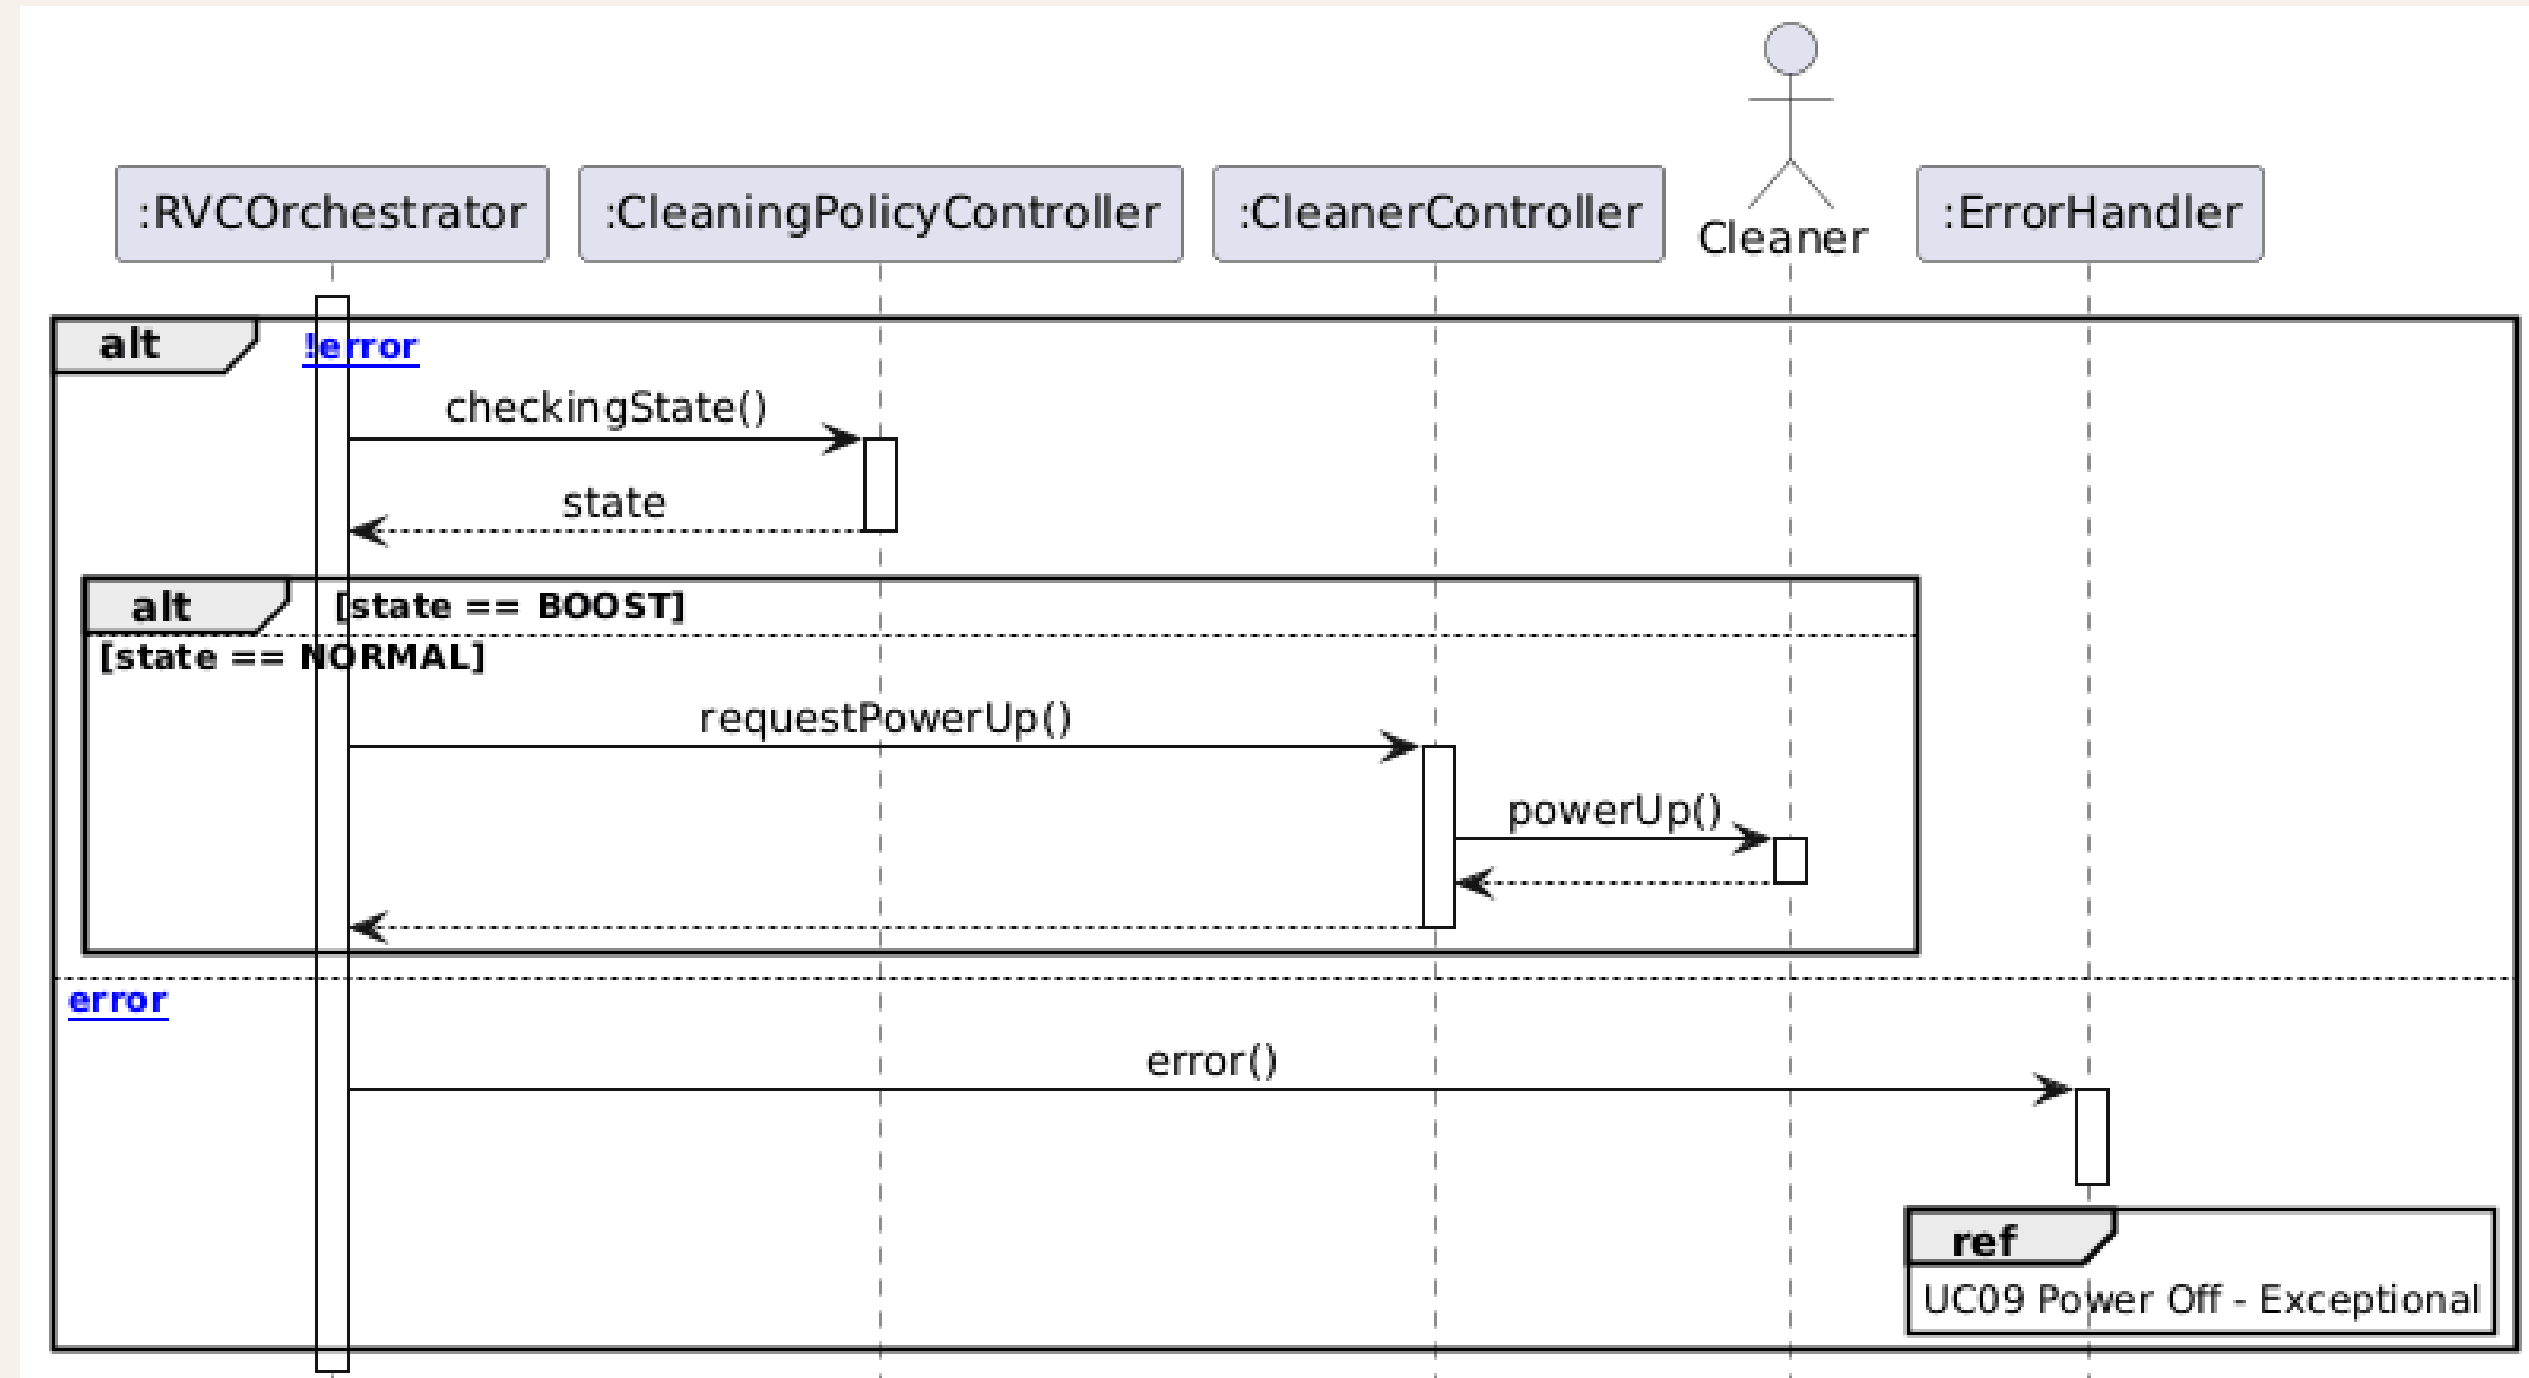 :RVCOrchestrator
:CleaningPolicyController
:CleanerController
Cleaner
:ErrorHandler
alt
!error
checkingState()
state
alt
[state == BOOST]
[state == NORMAL]
requestPowerUp()
powerUp()
error
error()
ref
UC09 Power Off - Exceptional